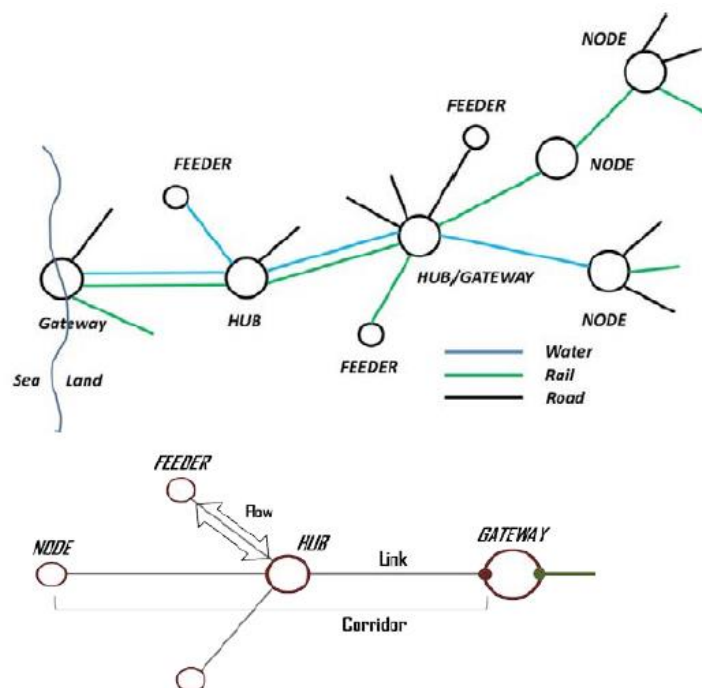 NODE
FEEDER
FEEDER
NODE
Gateway
HUB
HUB/GATEWAY
NODE
FEEDER
Sea Land
Water
Rail
Road
FEEDER
Flow
NODE
HUB
GATEWAY
Link
Corridor